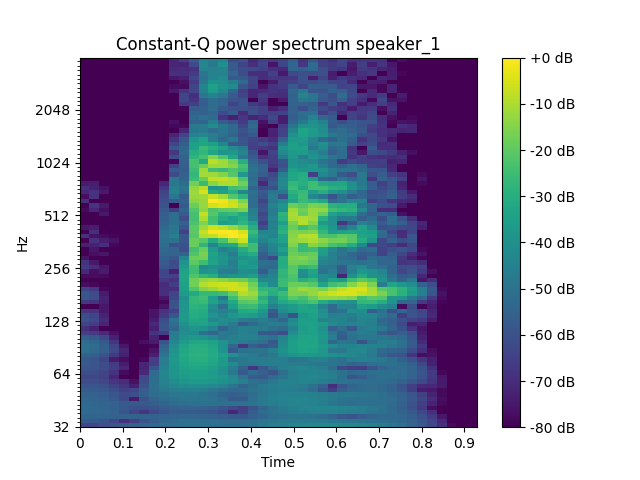 Constant-Q power spectrum speaker_1
+0 dB
-10 dB
-20 dB
-30 dB
-40 dB
-50 dB
-60 dB
-70 dB
-80 dB
2048
1024
512
256
128
64
32
Hz
0 0.1 0.2 0.3 0.4 0.5 0.6 0.7 0.8 0.9
Time